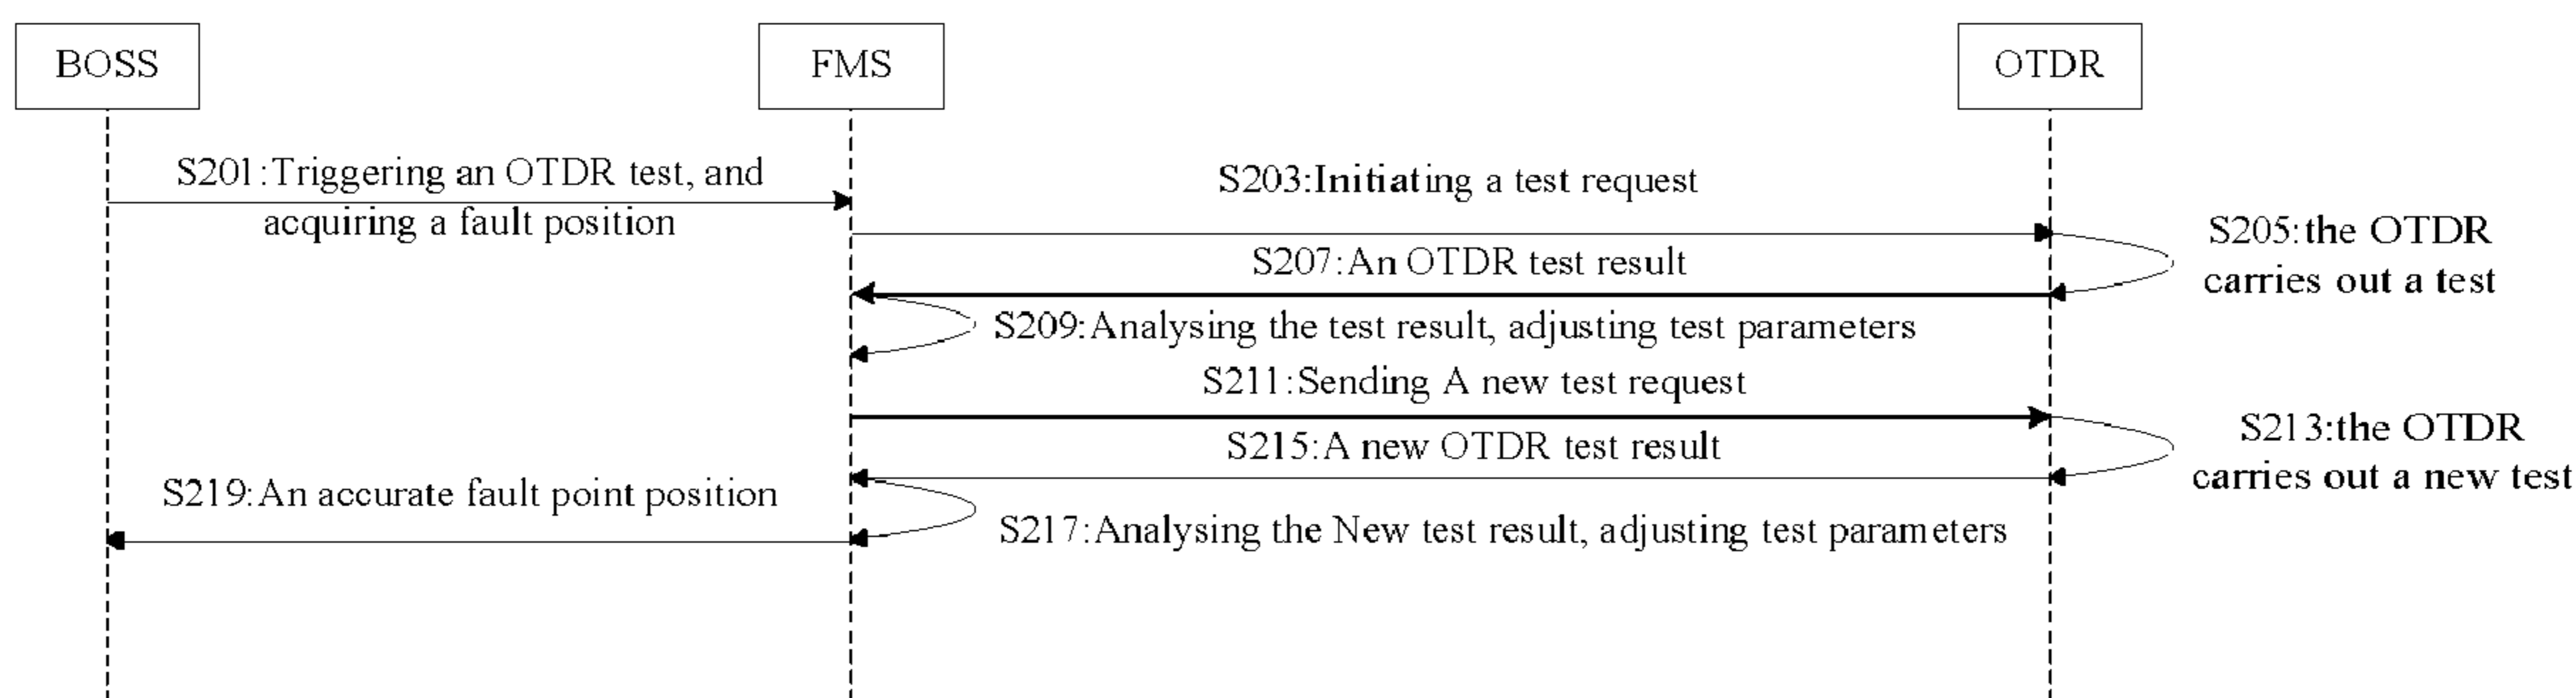 BOSS
FMS
OTDR
S201:Triggering an OTDR test, and
acquiring a fault position
S203:Initiating a test request
S205:the OTDR
carries out a test
S207:An OTDR test result
S209:Analysing the test result, adjusting test parameters
S211:Sending A new test request
S213:the OTDR
carries out a new test
S215:A new OTDR test result
S217:Analysing the New test result, adjusting test parameters
S219:An accurate fault point position